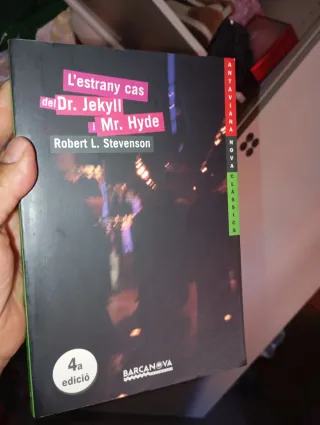 L'estrany cas
del Dr. Jekyll
i Mr. Hyde
Robert L. Stevenson
ANTAVIANA
NOVA
CLÀSSICS
4a
edició
BARCANOVA